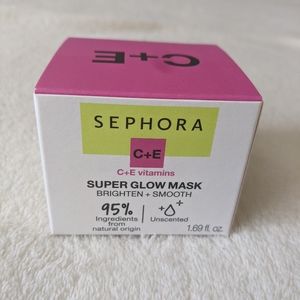 C+E
SEPHORA
C+E
C+E vitamins
SUPER GLOW MASK
BRIGHTEN + SMOOTH
95%
Ingredients
from
natural origin
Unscented
1.69 fl. oz.